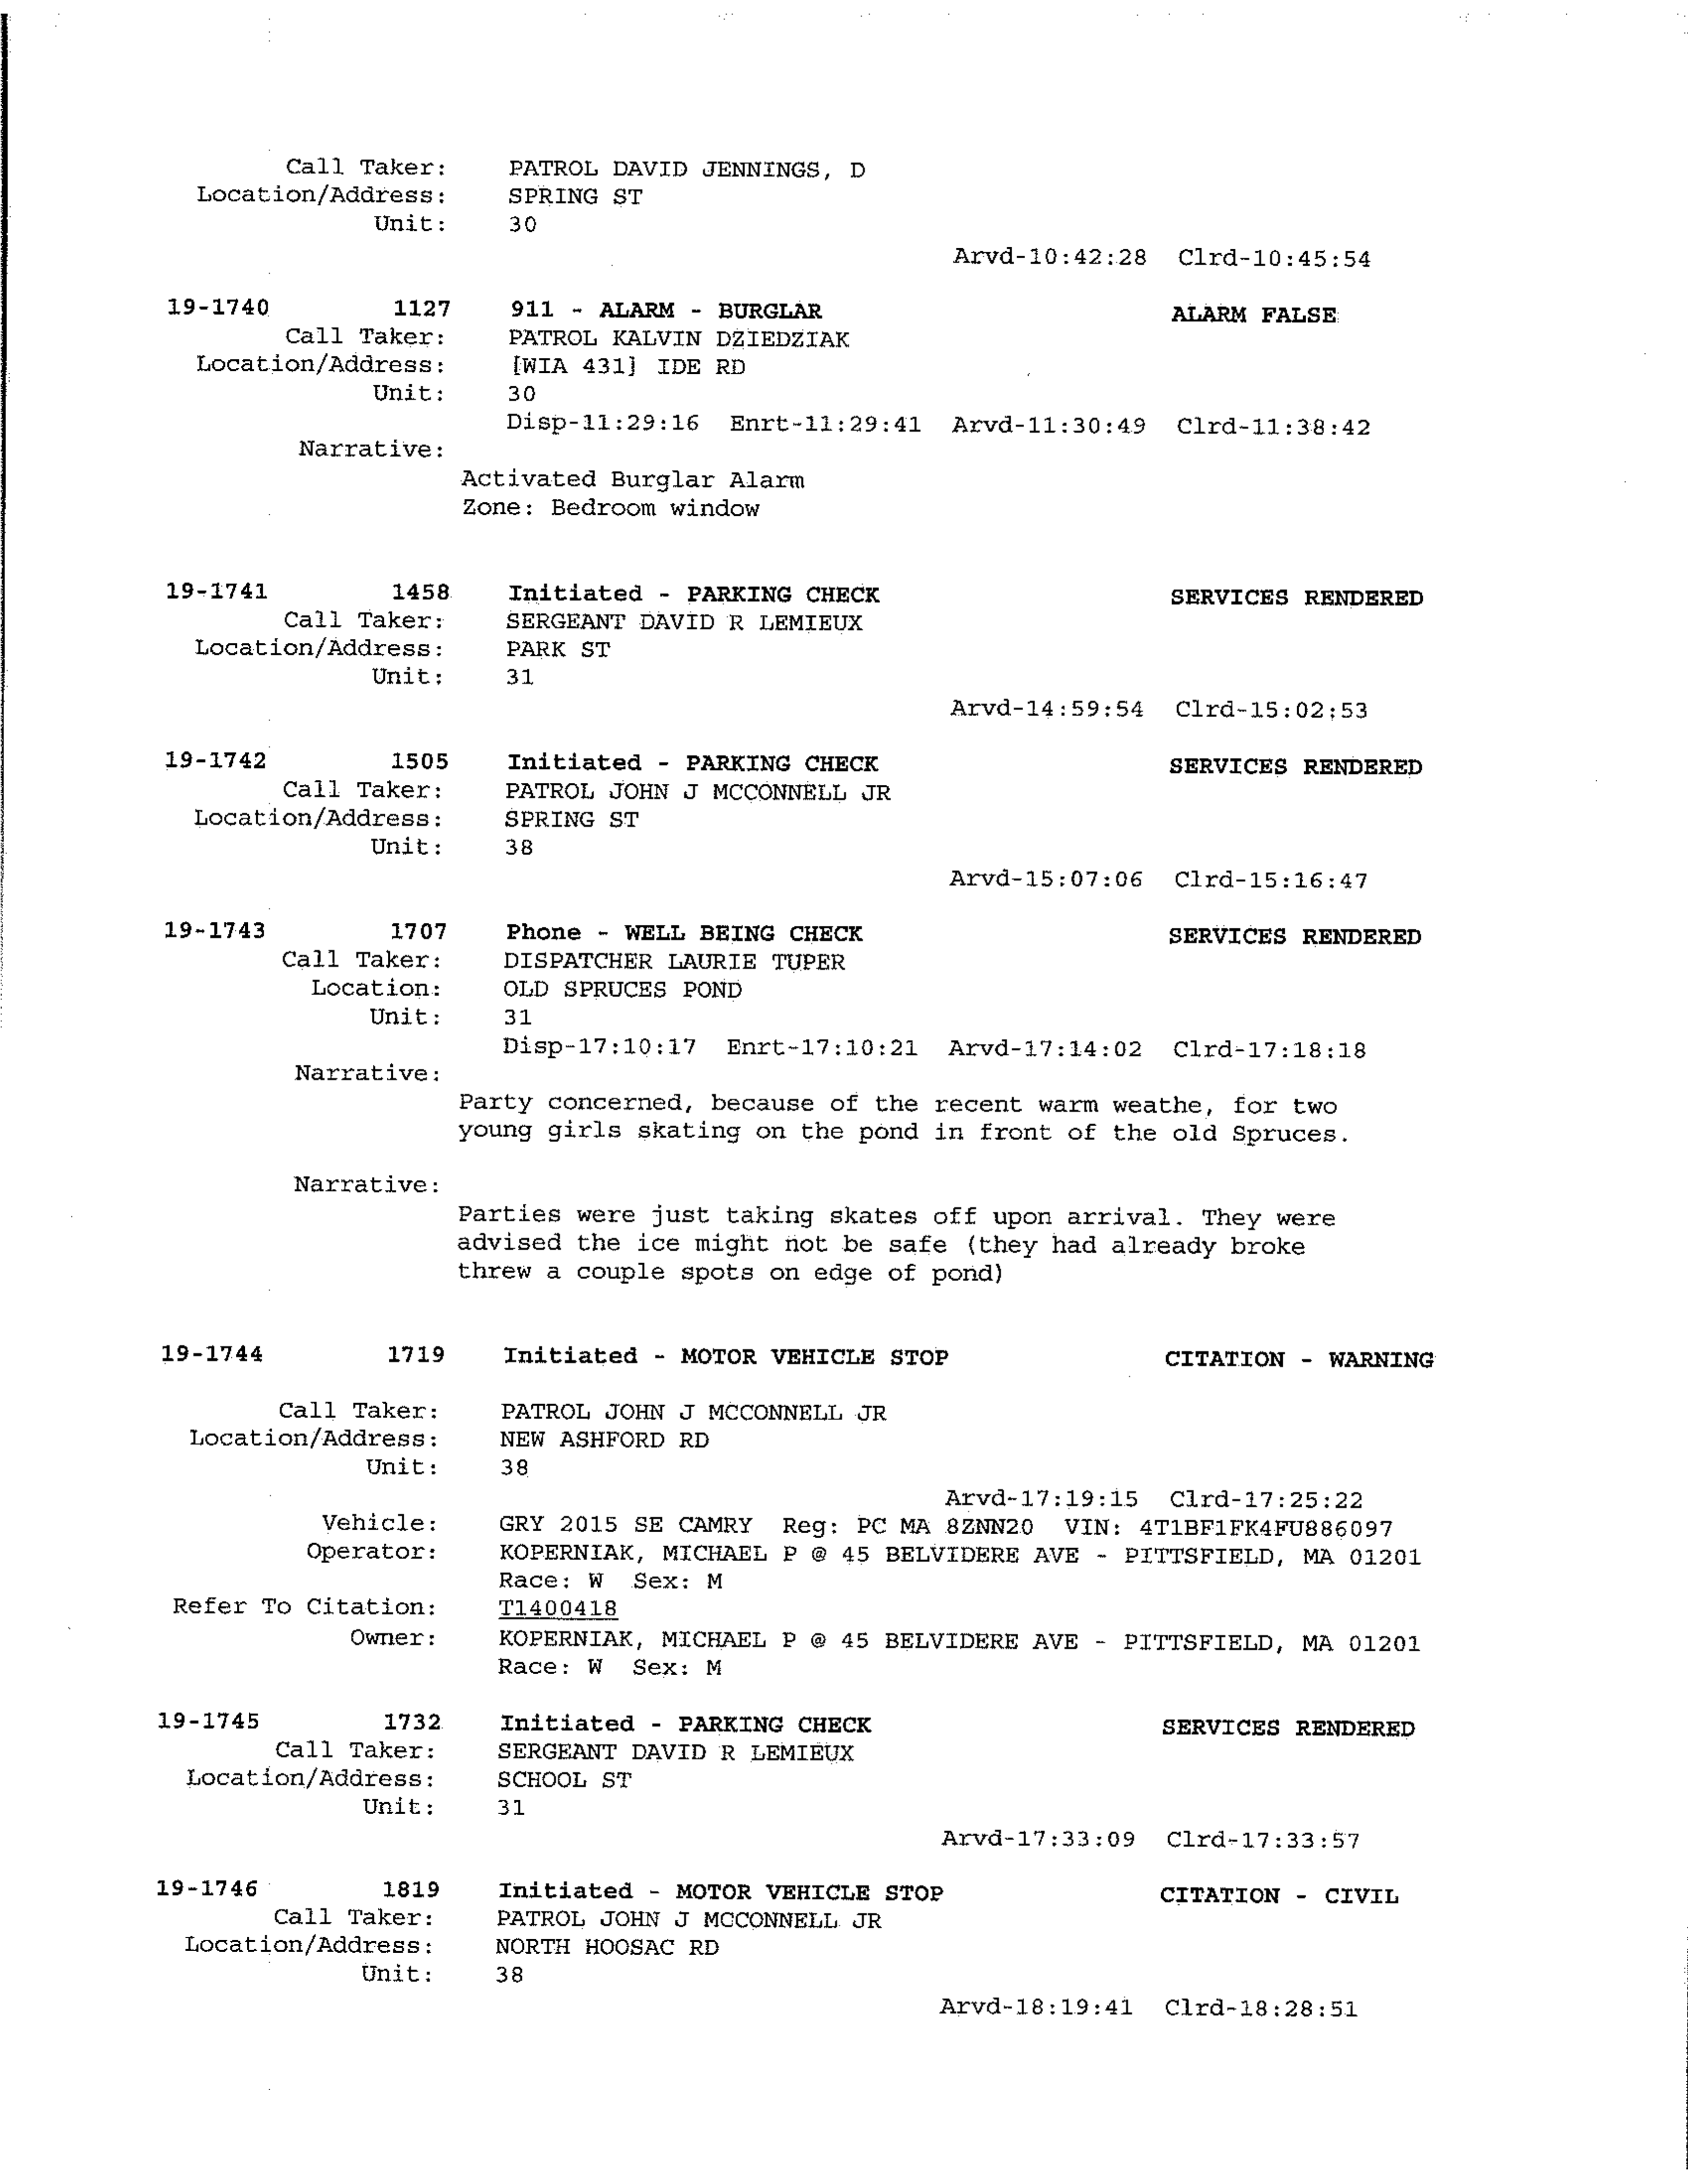 Call Taker: PATROL DAVID JENNINGS, D
Location/Address: SPRING ST
Unit: 30
Arvd-10:42:28 Clrd-10:45:54
19-1740 1127 911 - ALARM - BURGLAR ALARM FALSE
Call Taker: PATROL KALVIN DZIEDZIAK
Location/Address: [WIA 431] IDE RD
Unit: 30
Disp-11:29:16 Enrt-11:29:41 Arvd-11:30:49 Clrd-11:38:42
Narrative:
Activated Burglar Alarm
Zone: Bedroom window
19-1741 1458 Initiated - PARKING CHECK SERVICES RENDERED
Call Taker: SERGEANT DAVID R LEMIEUX
Location/Address: PARK ST
Unit: 31
Arvd-14:59:54 Clrd-15:02:53
19-1742 1505 Initiated - PARKING CHECK SERVICES RENDERED
Call Taker: PATROL JOHN J MCCONNELL JR
Location/Address: SPRING ST
Unit: 38
Arvd-15:07:06 Clrd-15:16:47
19-1743 1707 Phone - WELL BEING CHECK SERVICES RENDERED
Call Taker: DISPATCHER LAURIE TUPER
Location: OLD SPRUCES POND
Unit: 31
Disp-17:10:17 Enrt-17:10:21 Arvd-17:14:02 Clrd-17:18:18
Narrative:
Party concerned, because of the recent warm weathe, for two
young girls skating on the pond in front of the old Spruces.
Narrative:
Parties were just taking skates off upon arrival. They were
advised the ice might not be safe (they had already broke
threw a couple spots on edge of pond)
19-1744 1719 Initiated - MOTOR VEHICLE STOP CITATION - WARNING
Call Taker: PATROL JOHN J MCCONNELL JR
Location/Address: NEW ASHFORD RD
Unit: 38
Arvd-17:19:15 Clrd-17:25:22
Vehicle: GRY 2015 SE CAMRY Reg: PC MA 8ZNN20 VIN: 4T1BF1FK4FU886097
Operator: KOPERNIAK, MICHAEL P @ 45 BELVIDERE AVE - PITTSFIELD, MA 01201
Race: W Sex: M
Refer To Citation: T1400418
Owner: KOPERNIAK, MICHAEL P @ 45 BELVIDERE AVE - PITTSFIELD, MA 01201
Race: W Sex: M
19-1745 1732 Initiated - PARKING CHECK SERVICES RENDERED
Call Taker: SERGEANT DAVID R LEMIEUX
Location/Address: SCHOOL ST
Unit: 31
Arvd-17:33:09 Clrd-17:33:57
19-1746 1819 Initiated - MOTOR VEHICLE STOP CITATION - CIVIL
Call Taker: PATROL JOHN J MCCONNELL JR
Location/Address: NORTH HOOSAC RD
Unit: 38
Arvd-18:19:41 Clrd-18:28:51